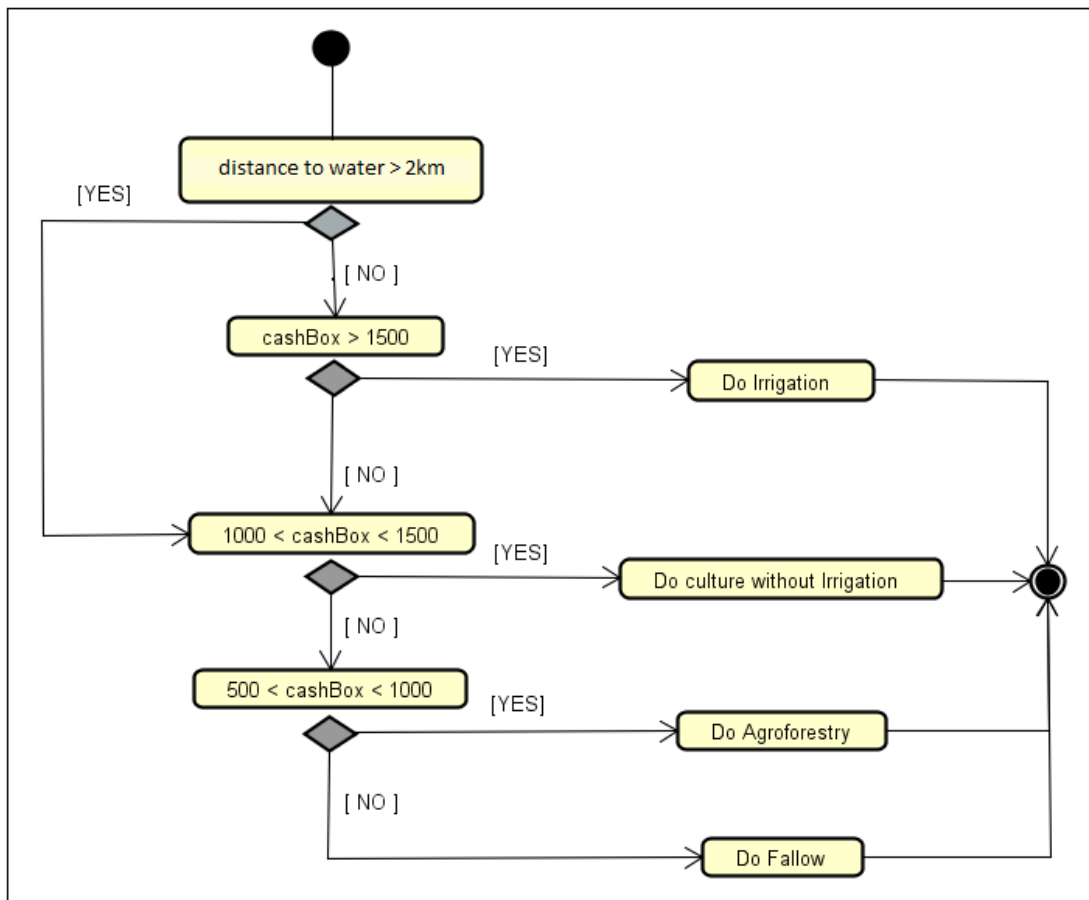 distance to water > 2km
[YES]
[ NO ]
cashBox > 1500
[YES]
Do Irrigation
[ NO ]
1000 < cashBox < 1500
[YES]
Do culture without Irrigation
[ NO ]
500 < cashBox < 1000
[YES]
Do Agroforestry
[ NO ]
Do Fallow